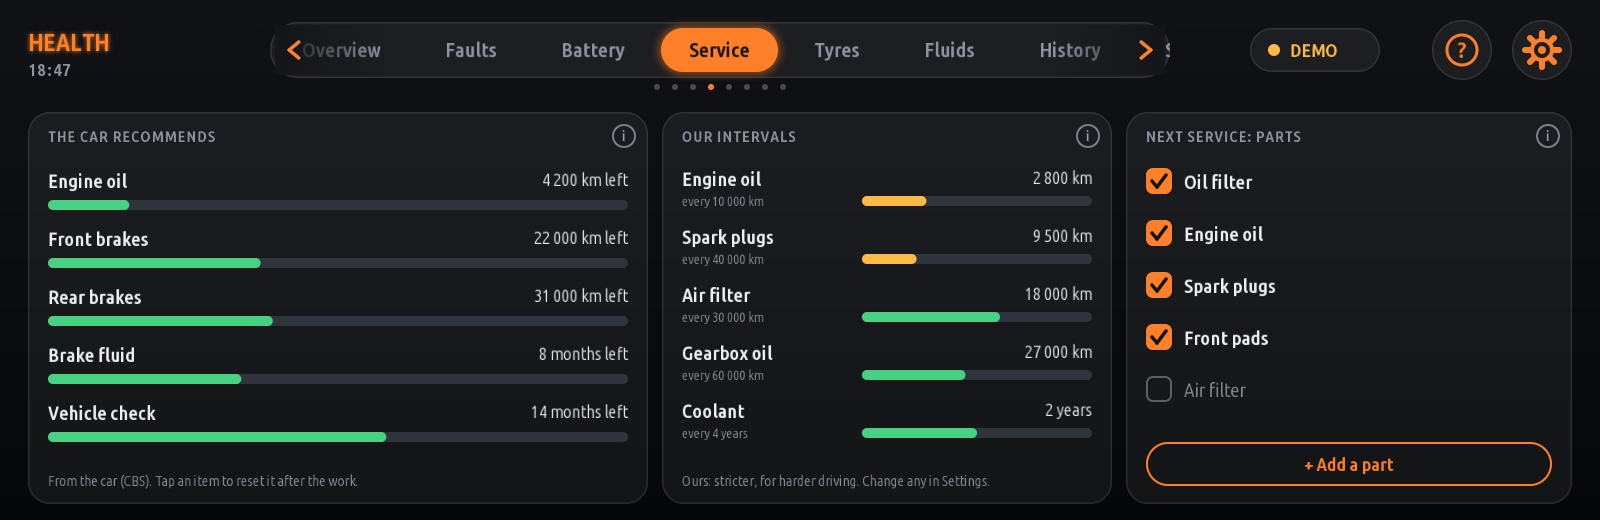 HEALTH
18:47
Overview
Faults
Battery
Service
Tyres
Fluids
History
DEMO
?
THE CAR RECOMMENDS
i
Engine oil
4 200 km left
Front brakes
22 000 km left
Rear brakes
31 000 km left
Brake fluid
8 months left
Vehicle check
14 months left
From the car (CBS). Tap an item to reset it after the work.
OUR INTERVALS
i
Engine oil
2 800 km
every 10 000 km
Spark plugs
9 500 km
every 40 000 km
Air filter
18 000 km
every 30 000 km
Gearbox oil
27 000 km
every 60 000 km
Coolant
2 years
every 4 years
Ours: stricter, for harder driving. Change any in Settings.
NEXT SERVICE: PARTS
i
Oil filter
Engine oil
Spark plugs
Front pads
Air filter
+ Add a part